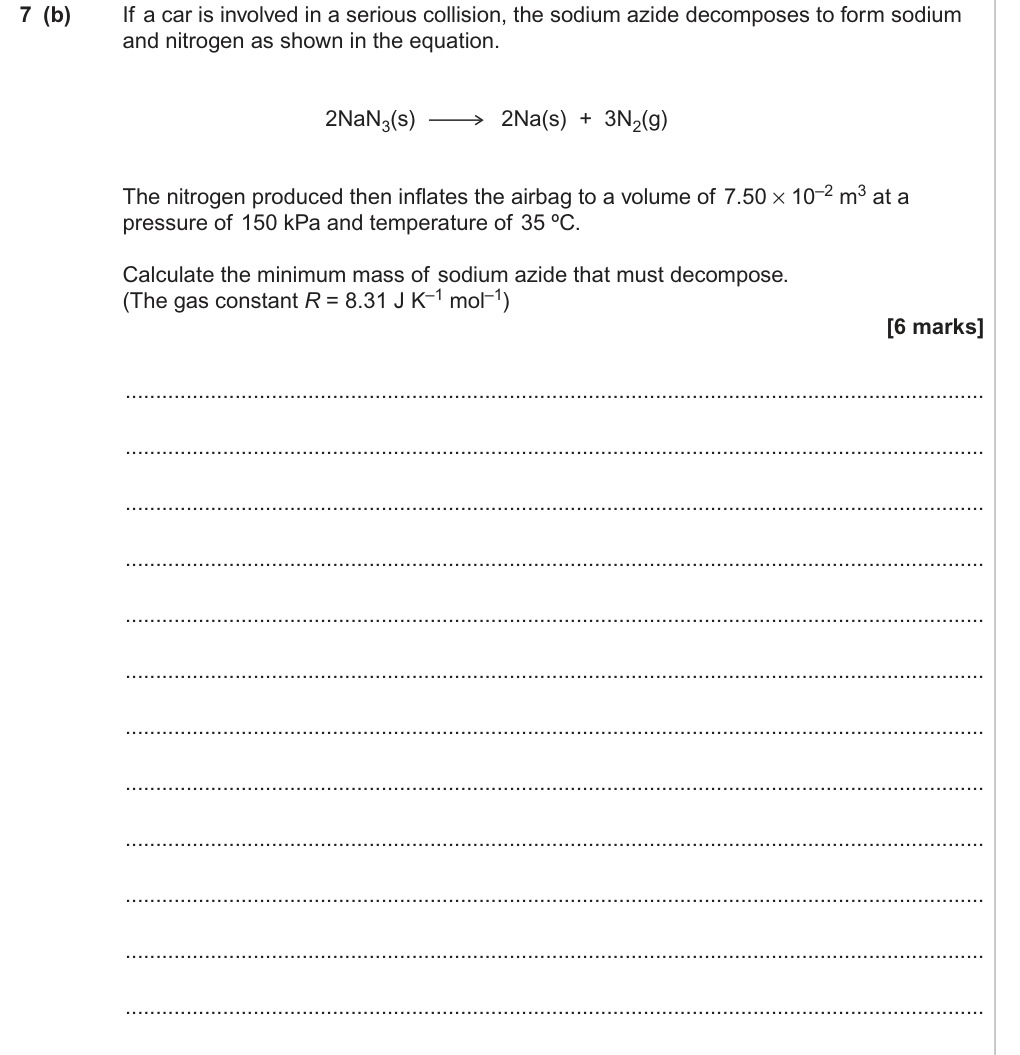 7 (b) If a car is involved in a serious collision, the sodium azide decomposes to form sodium
and nitrogen as shown in the equation.
2NaN₃(s) ⟶ 2Na(s) + 3N₂(g)
The nitrogen produced then inflates the airbag to a volume of 7.50 × 10⁻² m³ at a
pressure of 150 kPa and temperature of 35 ºC.
Calculate the minimum mass of sodium azide that must decompose.
(The gas constant R = 8.31 J K⁻¹ mol⁻¹)
[6 marks]